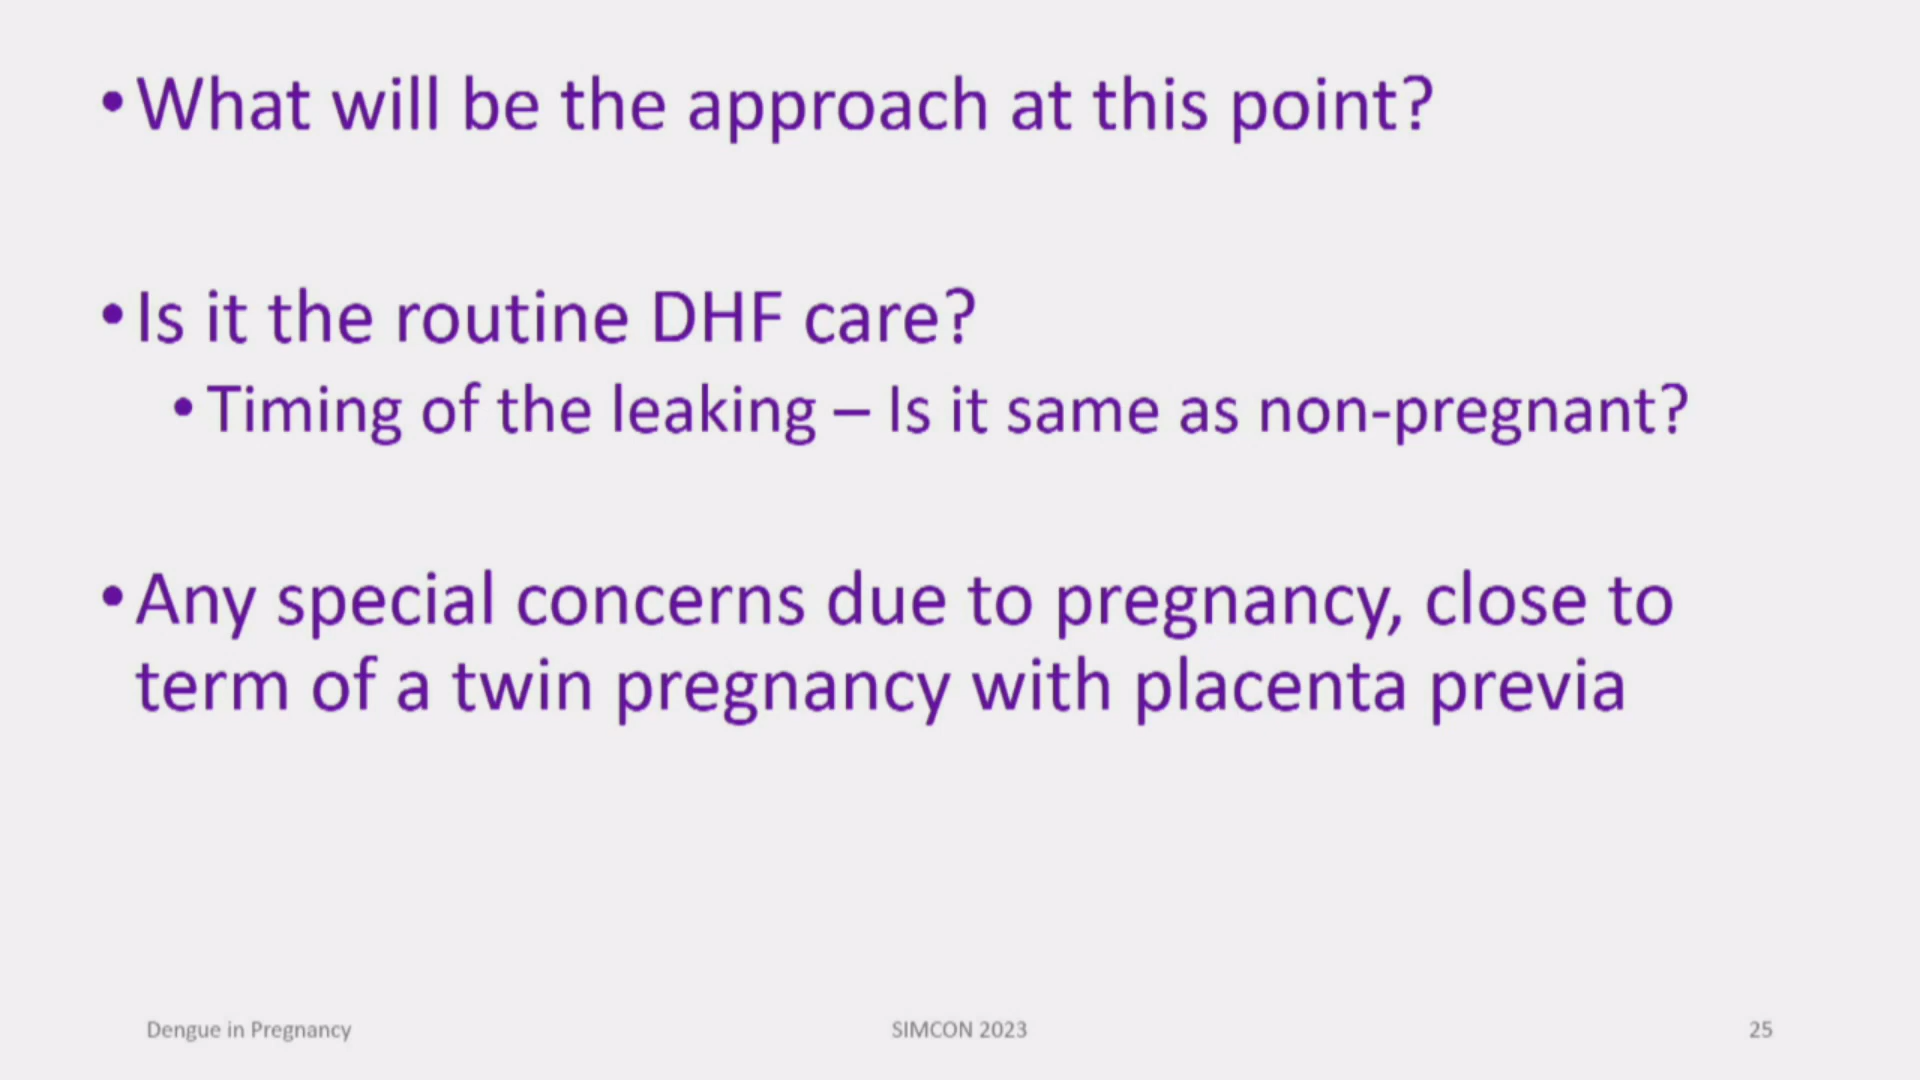 •What will be the approach at this point?
•Is it the routine DHF care?
•Timing of the leaking – Is it same as non-pregnant?
•Any special concerns due to pregnancy, close to
term of a twin pregnancy with placenta previa
Dengue in Pregnancy
SIMCON 2023
25